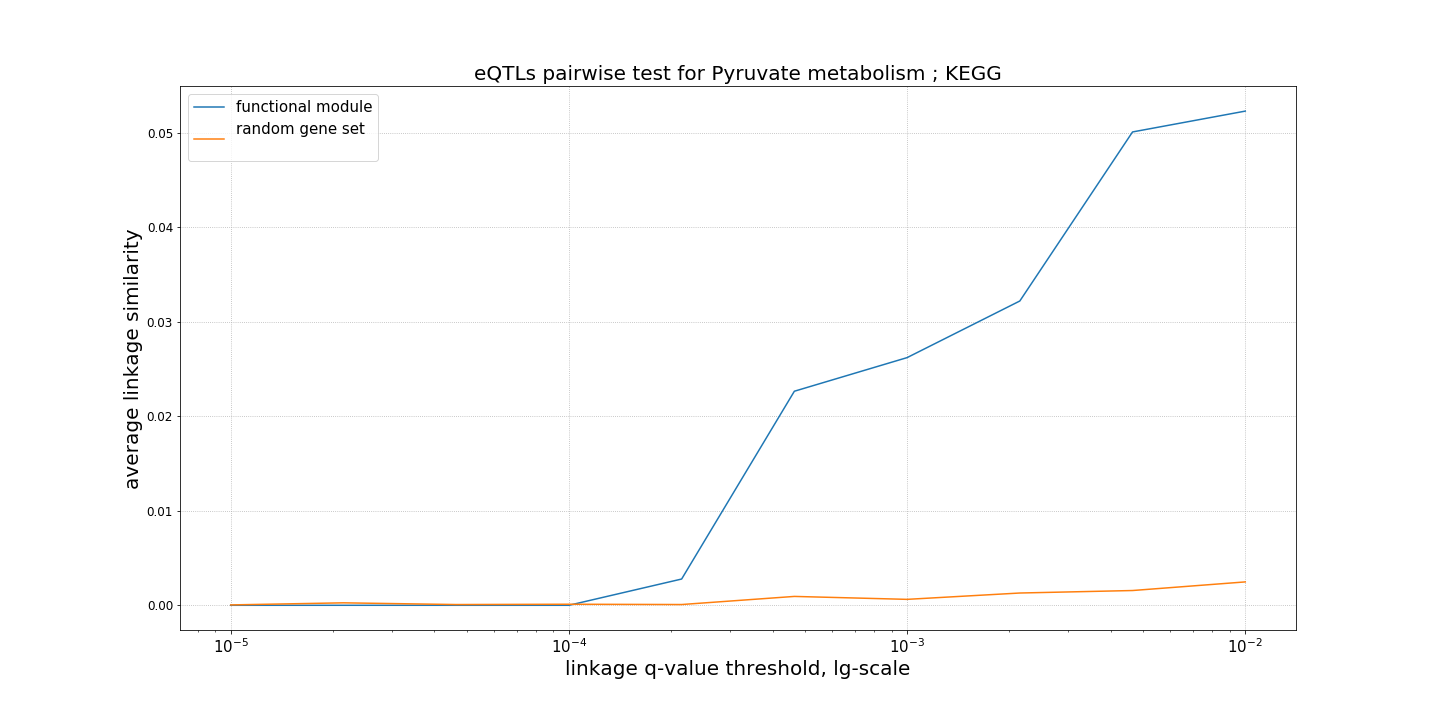 eQTLs pairwise test for Pyruvate metabolism ; KEGG
functional module
random gene set
average linkage similarity
0.05
0.04
0.03
0.02
0.01
0.00
10⁻⁵
10⁻⁴
10⁻³
10⁻²
linkage q-value threshold, lg-scale